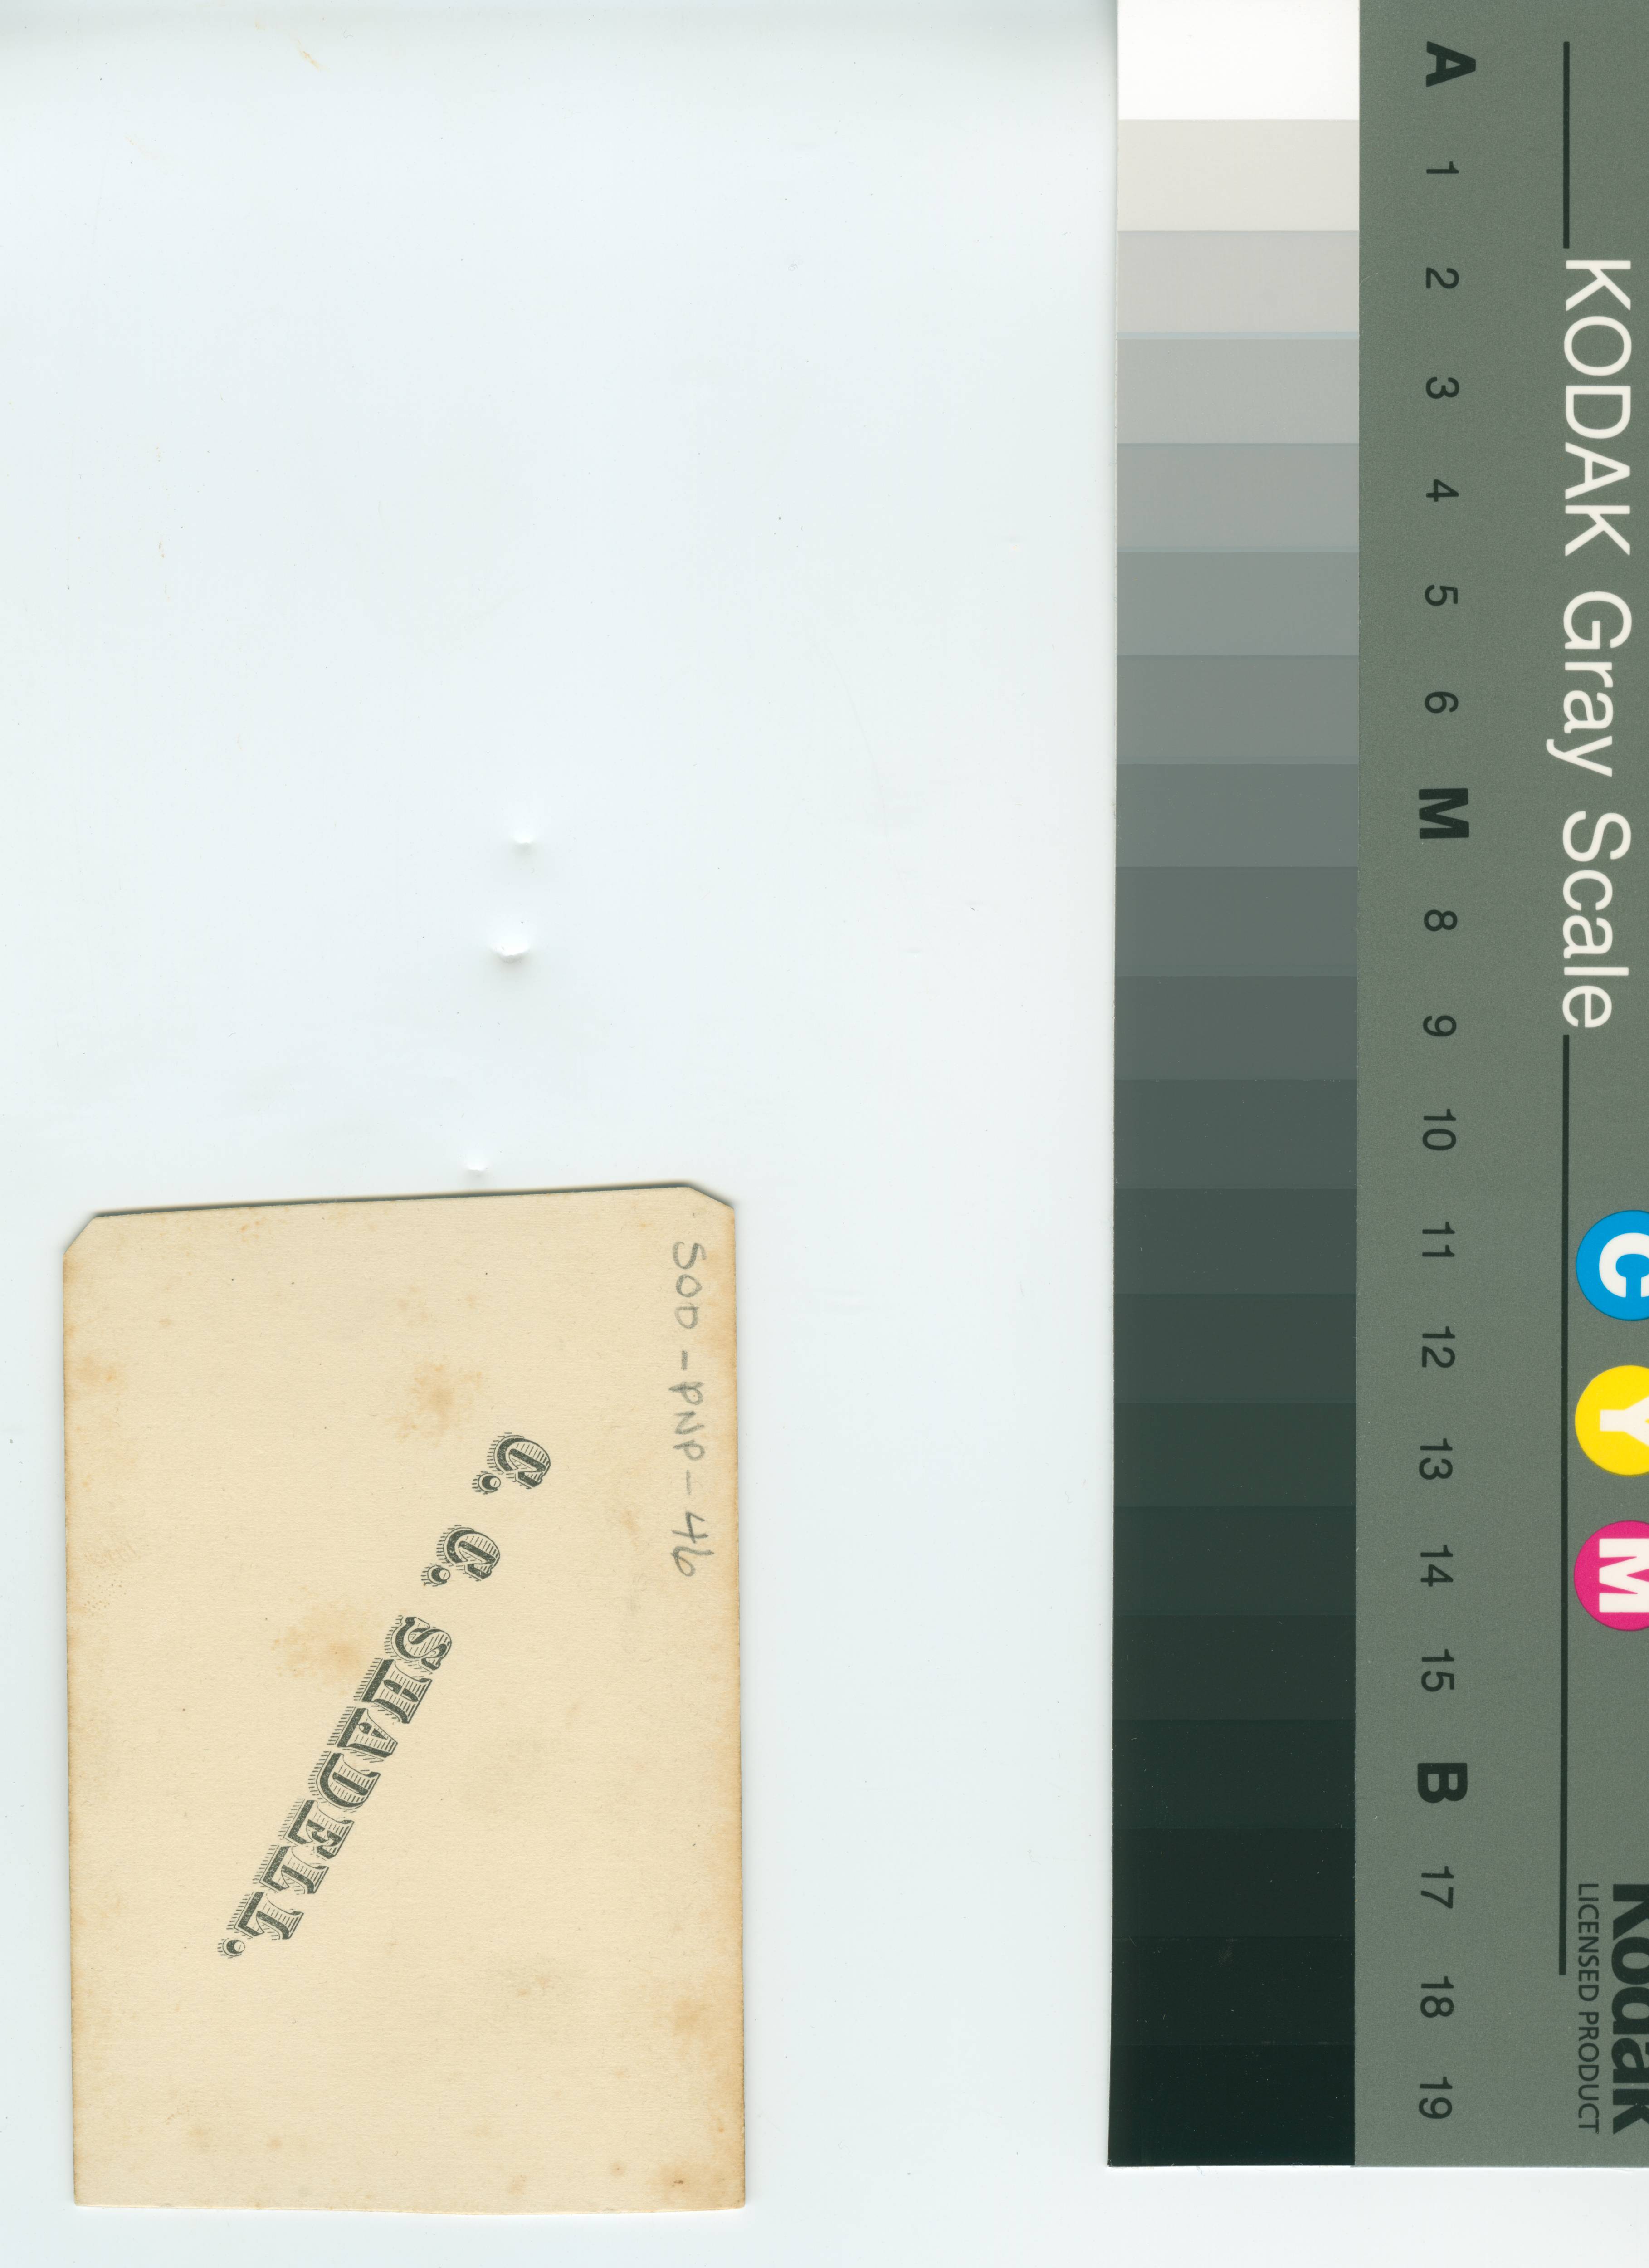 SOD-PNP-46
C. C. SHADELL.
KODAK Gray Scale
C Y M
Kodak
LICENSED PRODUCT
A 1 2 3 4 5 6 M 8 9 10 11 12 13 14 15 B 17 18 19